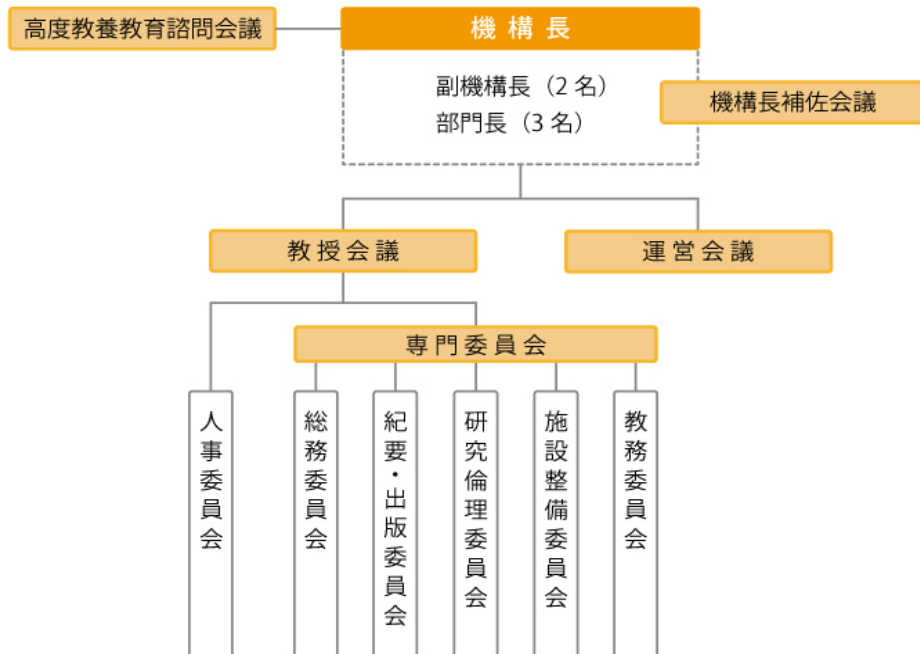 高度教養教育諮問会議
機構長
副機構長（2名）
部門長（3名）
機構長補佐会議
教授会議
運営会議
専門委員会
人事委員会
総務委員会
紀要・出版委員会
研究倫理委員会
施設整備委員会
教務委員会